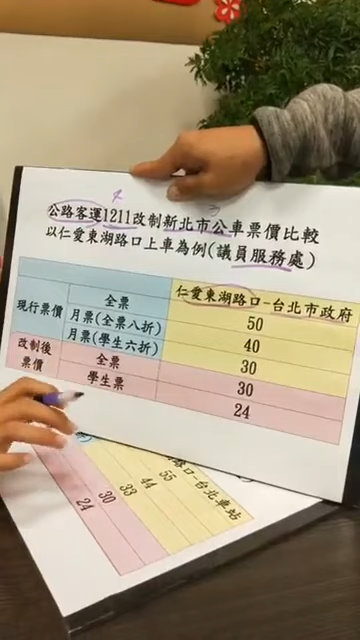 公路客運1211改制新北市公車票價比較
以仁愛東湖路口上車為例(議員服務處)
仁愛東湖路口-台北市政府
現行票價 全票 50
月票(全票八折) 40
月票(學生六折) 30
改制後票價 全票 30
學生票 24
路口-台北車站
55
44
33
30
24